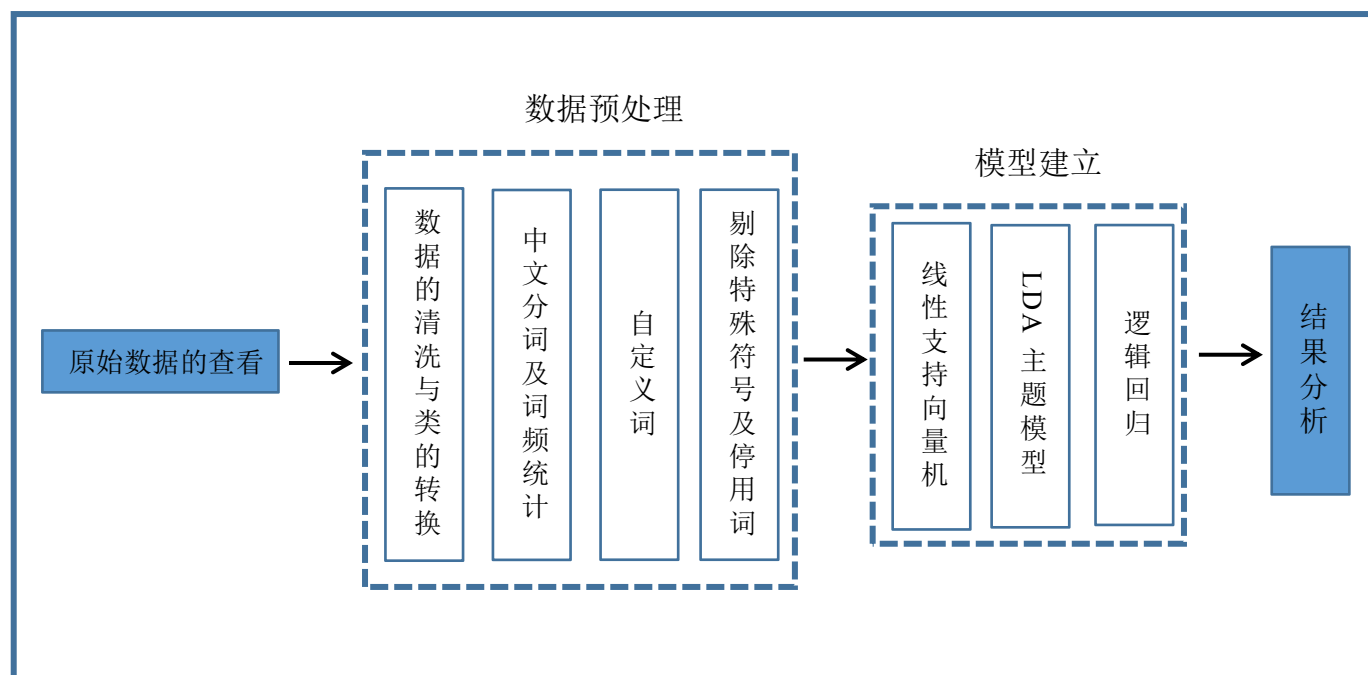 数据预处理
模型建立
原始数据的查看
数据的清洗与类的转换
中文分词及词频统计
自定义词
剔除特殊符号及停用词
线性支持向量机
LDA 主题模型
逻辑回归
结果分析